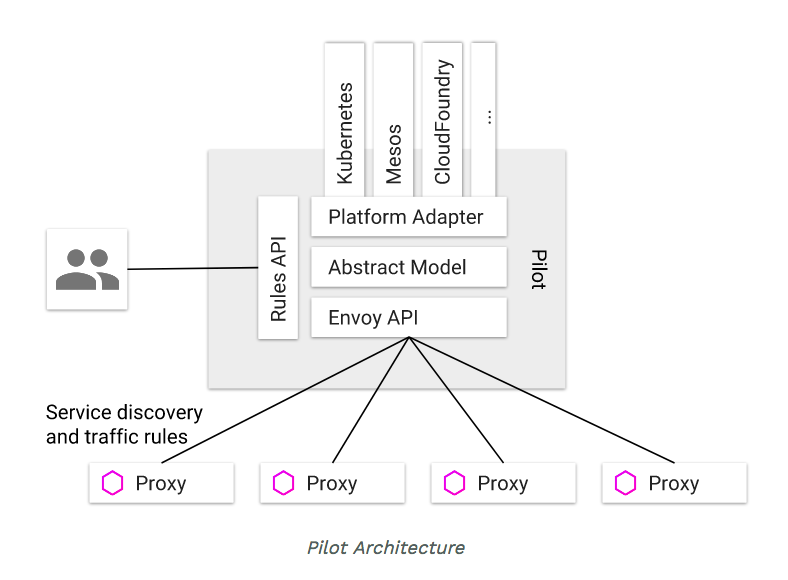 Kubernetes
Mesos
CloudFoundry
...
Platform Adapter
Rules API
Abstract Model
Pilot
Envoy API
Service discovery
and traffic rules
Proxy
Proxy
Proxy
Proxy
Pilot Architecture